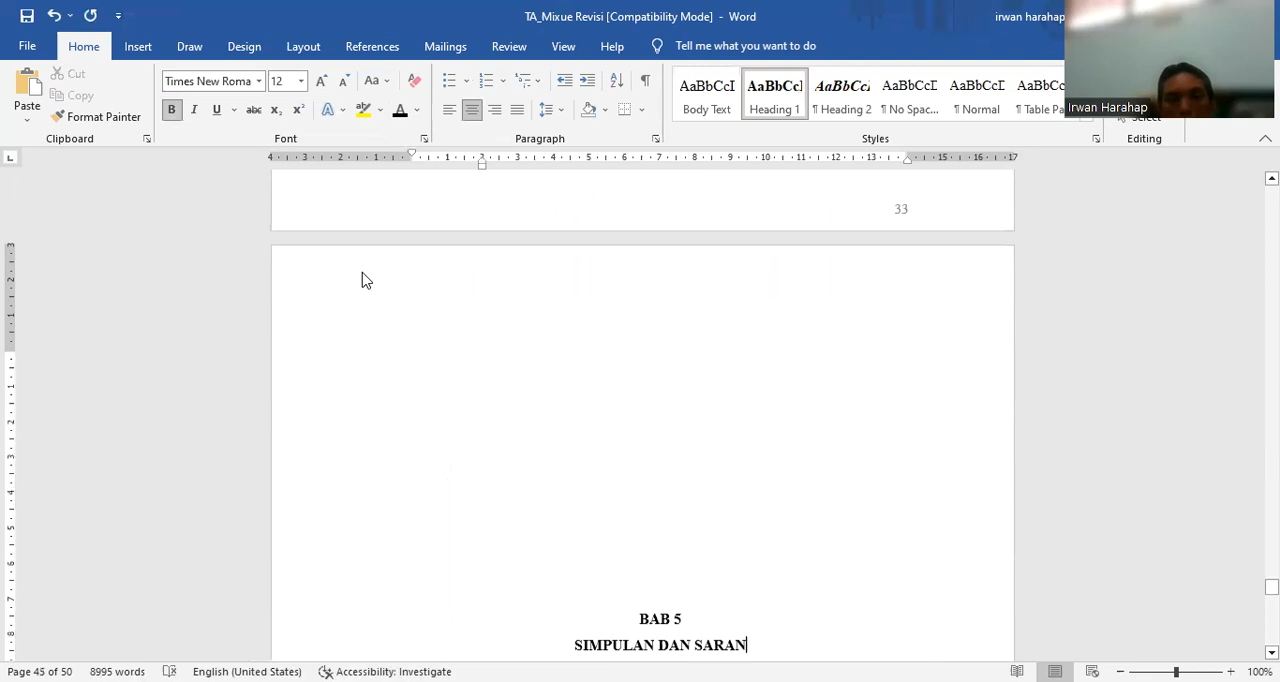 TA_Mixue Revisi [Compatibility Mode] - Word
irwan harahap
File Home Insert Draw Design Layout References Mailings Review View Help Tell me what you want to do
Paste
Cut
Copy
Format Painter
Clipboard
Times New Roma 12
Font
Paragraph
AaBbCcI AaBbCcI AaBbCcI AaBbCcI AaBbCcI AaBbCcI
Body Text Heading 1 ¶ Heading 2 ¶ No Spac... ¶ Normal ¶ Table Pa
Styles
Editing
Irwan Harahap
33
BAB 5
SIMPULAN DAN SARAN
Page 45 of 50 8995 words English (United States) Accessibility: Investigate 100%